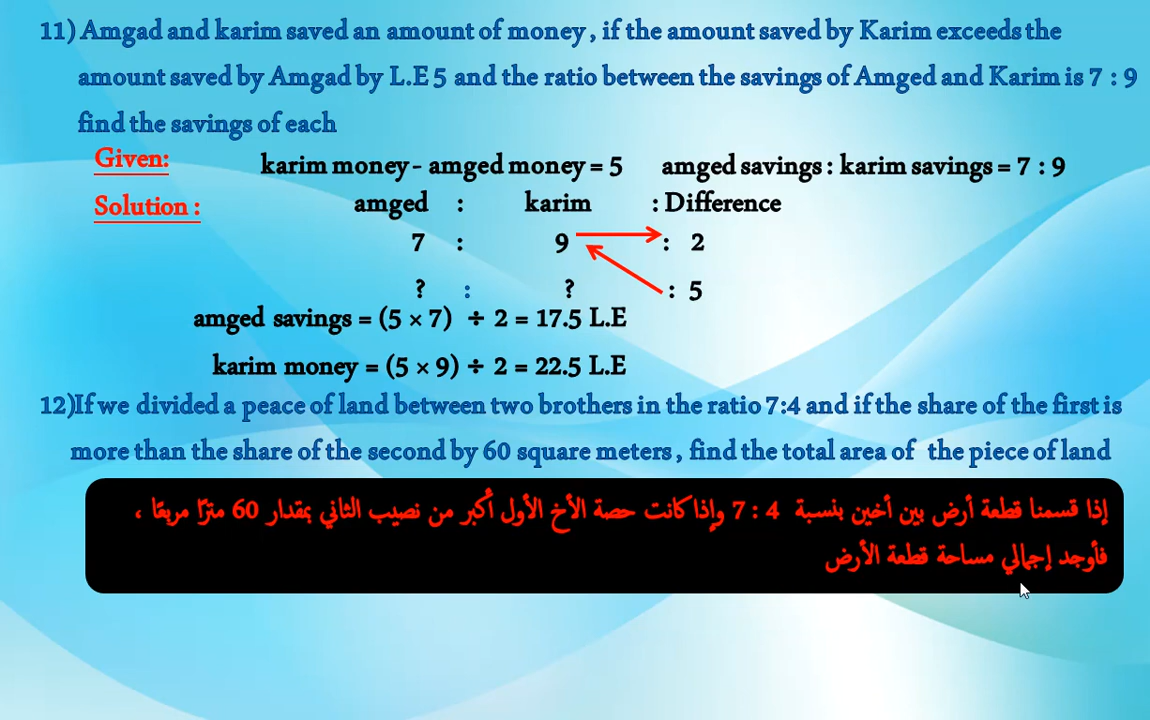 11) Amgad and karim saved an amount of money, if the amount saved by Karim exceeds the
amount saved by Amgad by L.E 5 and the ratio between the savings of Amged and Karim is 7 : 9
find the savings of each
Given: karim money - amged money = 5 amged savings : karim savings = 7 : 9
Solution : amged : karim : Difference
7 : 9 : 2
? : ? : 5
amged savings = (5 × 7) ÷ 2 = 17.5 L.E
karim money = (5 × 9) ÷ 2 = 22.5 L.E
12)If we divided a peace of land between two brothers in the ratio 7:4 and if the share of the first is
more than the share of the second by 60 square meters, find the total area of the piece of land
إذا قسمنا قطعة أرض بين أخين بنسبة 4 : 7 وإذا كانت حصة الأخ الأول أكبر من نصيب الثاني بمقدار 60 مترًا مربعًا ،
فأوجد إجمالي مساحة قطعة الأرض